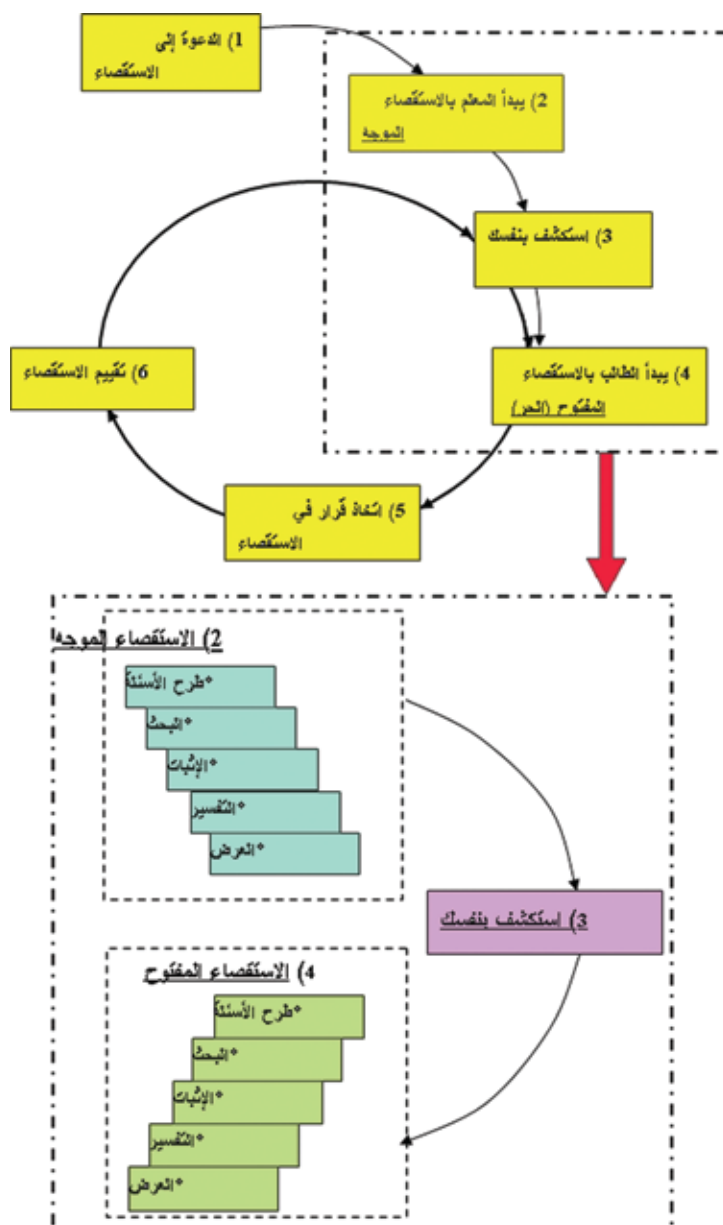 1) الدعوة إلى
الاستقصاء
2) يبدأ المعلم بالاستقصاء
الموجه
3) استكشف بنفسك
4) يبدأ الطالب بالاستقصاء
المفتوح (الحر)
6) تقييم الاستقصاء
5) اتخاذ قرار في
الاستقصاء
2) الاستقصاء الموجه
*طرح الأسئلة
*البحث
*الإثبات
*التفسير
*العرض
3) استكشف بنفسك
4) الاستقصاء المفتوح
*طرح الأسئلة
*البحث
*الإثبات
*التفسير
*العرض